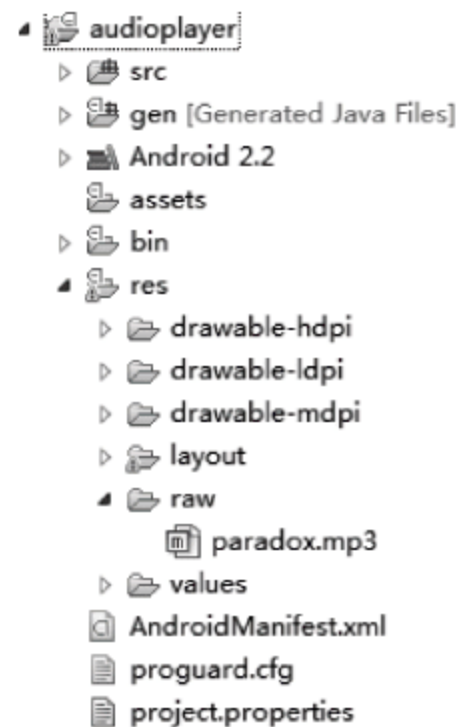 audioplayer
src
gen [Generated Java Files]
Android 2.2
assets
bin
res
drawable-hdpi
drawable-ldpi
drawable-mdpi
layout
raw
paradox.mp3
values
AndroidManifest.xml
proguard.cfg
project.properties